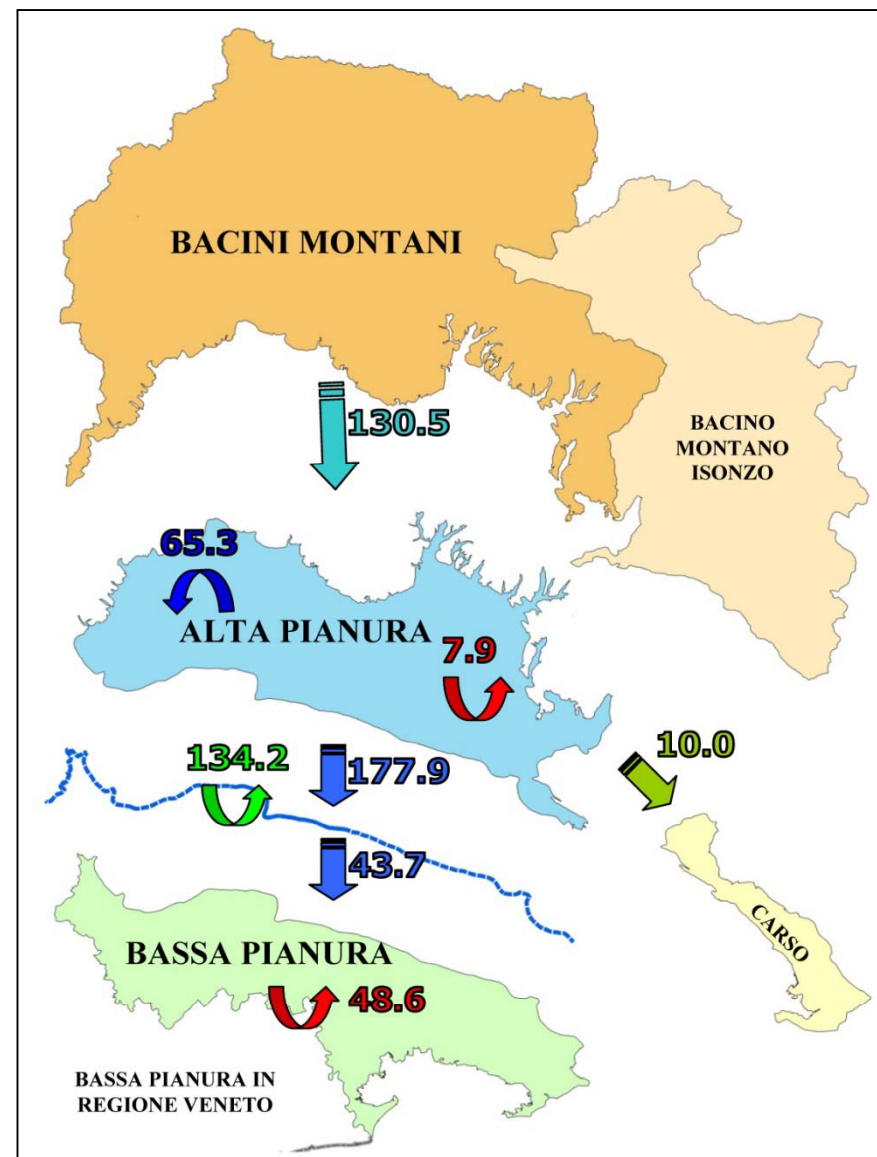 BACINI MONTANI
130.5
BACINO
MONTANO
ISONZO
65.3
ALTA PIANURA
7.9
10.0
134.2
177.9
43.7
CARSO
BASSA PIANURA
48.6
BASSA PIANURA IN
REGIONE VENETO